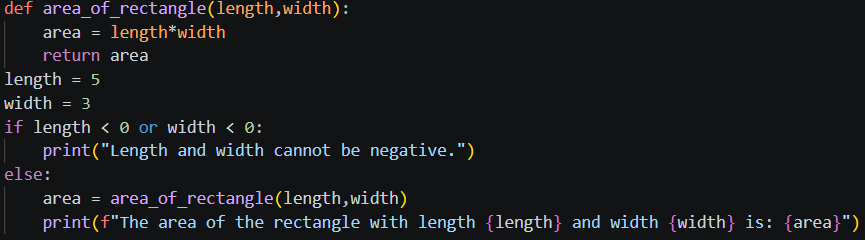 def area_of_rectangle(length,width):
    area = length*width
    return area
length = 5
width = 3
if length < 0 or width < 0:
    print("Length and width cannot be negative.")
else:
    area = area_of_rectangle(length,width)
    print(f"The area of the rectangle with length {length} and width {width} is: {area}")